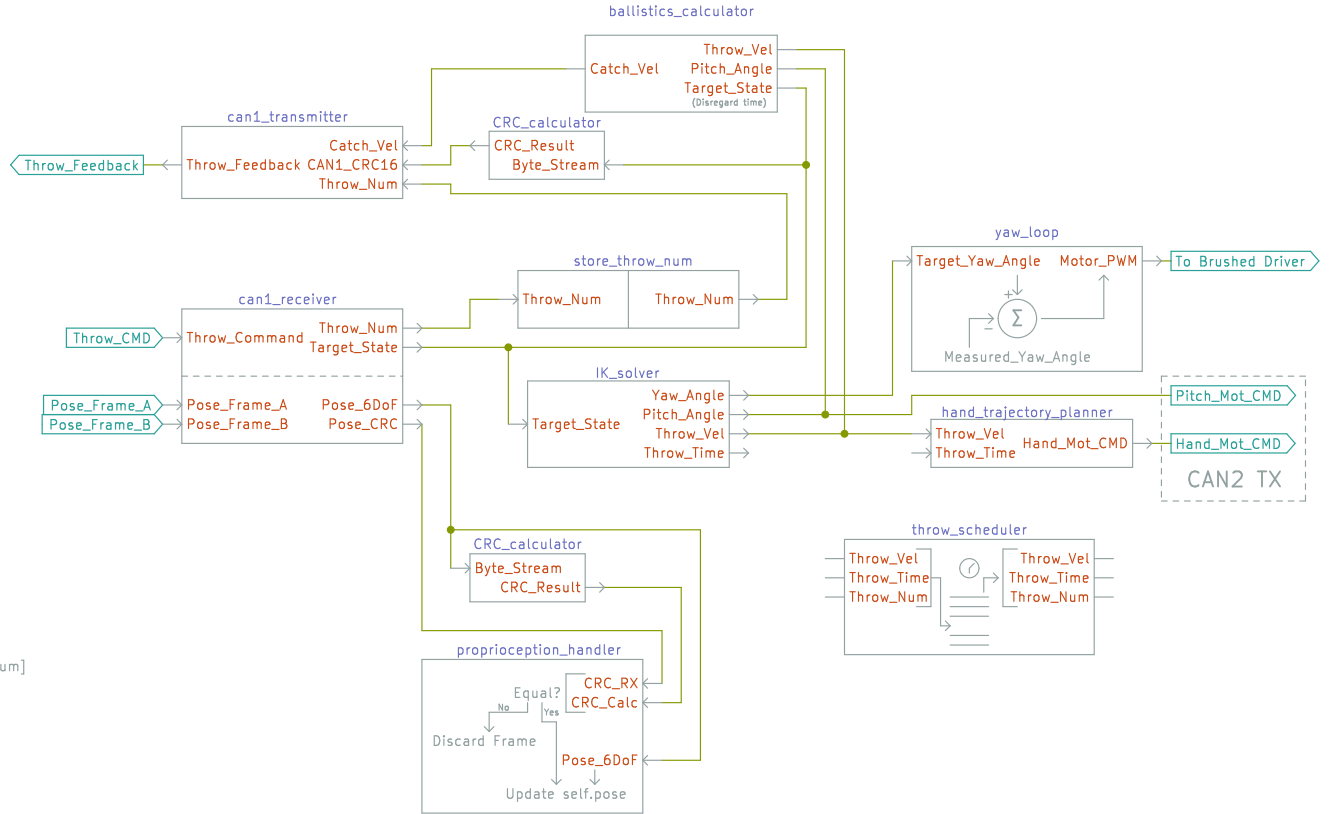 ballistics_calculator
Throw_Vel
Catch_Vel
Pitch_Angle
Target_State
(Disregard time)
can1_transmitter
CRC_calculator
Catch_Vel
CRC_Result
Throw_Feedback
Throw_Feedback
CAN1_CRC16
Byte_Stream
Throw_Num
yaw_loop
store_throw_num
Target_Yaw_Angle
Motor_PWM
To Brushed Driver
+
Σ
−
Measured_Yaw_Angle
can1_receiver
Throw_Num
Throw_Num
Throw_CMD
Throw_Command
Throw_Num
Target_State
IK_solver
Yaw_Angle
Pitch_Angle
Target_State
Throw_Vel
Throw_Time
Pose_Frame_A
Pose_Frame_A
Pose_6DoF
Pose_Frame_B
Pose_Frame_B
Pose_CRC
hand_trajectory_planner
Throw_Vel
Throw_Time
Hand_Mot_CMD
Pitch_Mot_CMD
Hand_Mot_CMD
CAN2 TX
CRC_calculator
Byte_Stream
CRC_Result
throw_scheduler
Throw_Vel
Throw_Time
Throw_Num
Throw_Vel
Throw_Time
Throw_Num
um]
proprioception_handler
CRC_RX
Equal?
CRC_Calc
No
Yes
Discard Frame
Pose_6DoF
Update self.pose